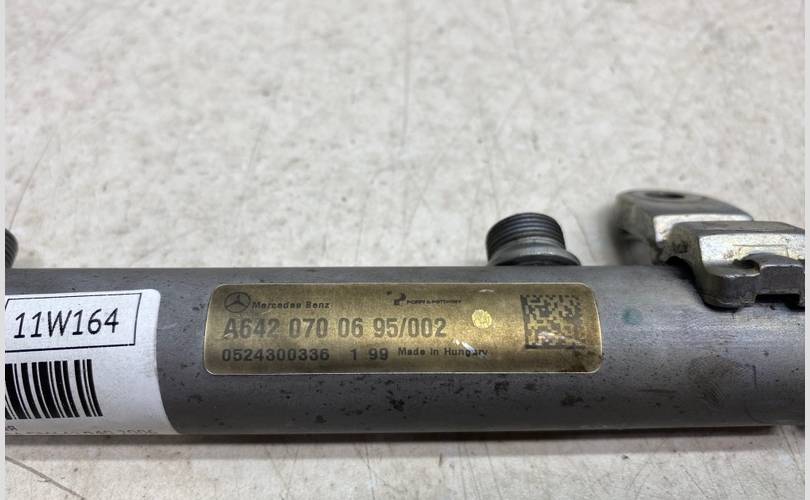 11W164
Mercedes Benz
A642 070 06 95/002
0524300336 1 99 Made in Hungary